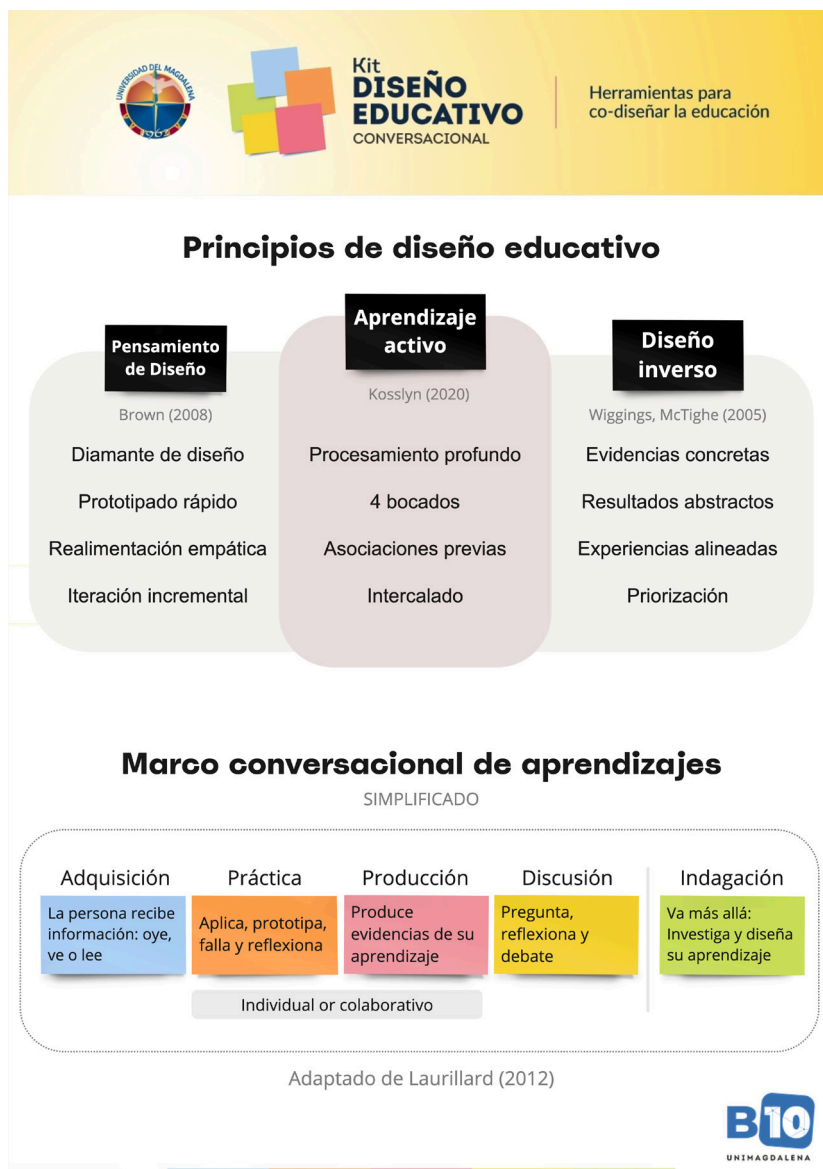 UNIVERSIDAD DEL MAGDALENA
1962
Kit
DISEÑO
EDUCATIVO
CONVERSACIONAL
Herramientas para
co-diseñar la educación
Principios de diseño educativo
Pensamiento
de Diseño
Brown (2008)
Diamante de diseño
Prototipado rápido
Realimentación empática
Iteración incremental
Aprendizaje
activo
Kosslyn (2020)
Procesamiento profundo
4 bocados
Asociaciones previas
Intercalado
Diseño
inverso
Wiggings, McTighe (2005)
Evidencias concretas
Resultados abstractos
Experiencias alineadas
Priorización
Marco conversacional de aprendizajes
SIMPLIFICADO
Adquisición
La persona recibe
información: oye,
ve o lee
Práctica
Aplica, prototipa,
falla y reflexiona
Producción
Produce
evidencias de su
aprendizaje
Discusión
Pregunta,
reflexiona y
debate
Indagación
Va más allá:
Investiga y diseña
su aprendizaje
Individual or colaborativo
Adaptado de Laurillard (2012)
B10
UNIMAGDALENA